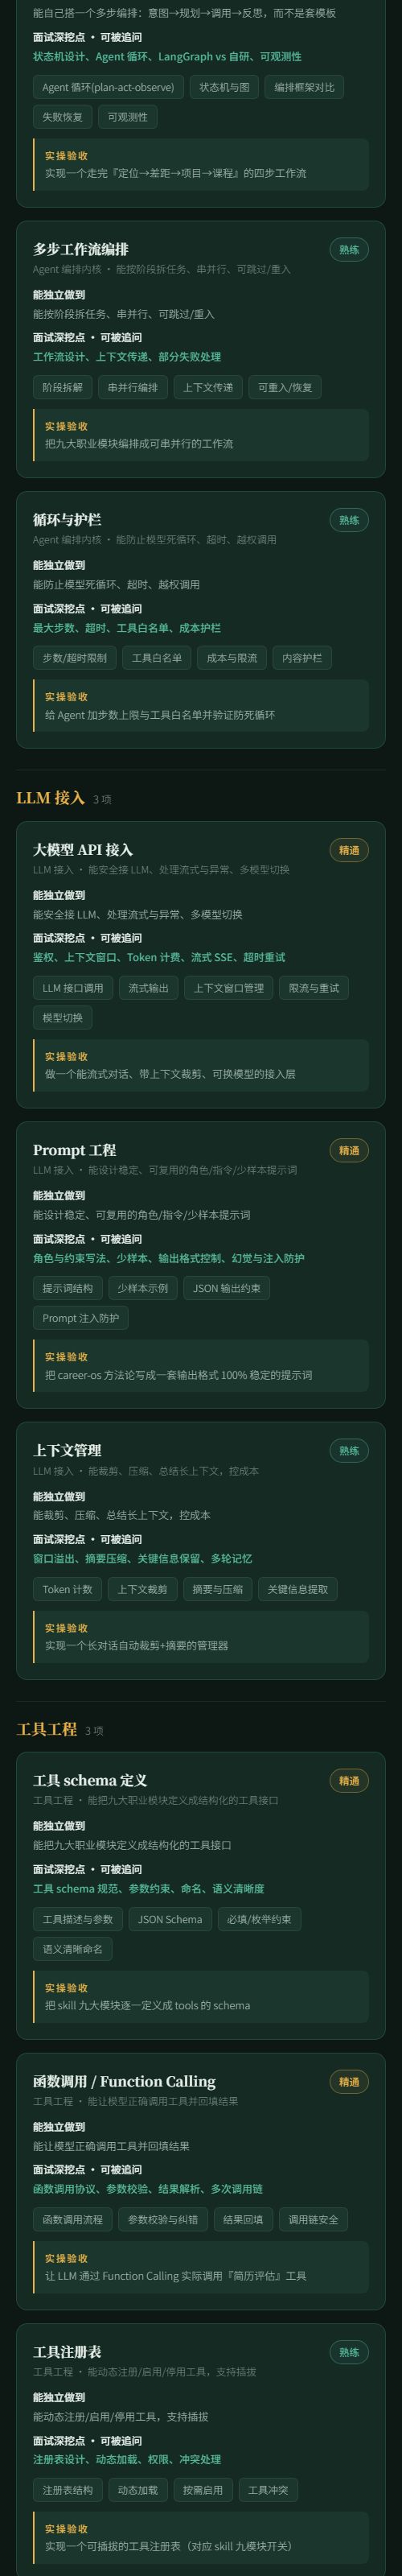 自己搭一个多步编排：意图→规划→调用→反思，而不是套模板
面试深挖点 · 可被追问
状态机设计、Agent 循环、LangGraph vs 自研、可观测性
Agent 循环(plan-act-observe) 状态机与图 编排框架对比
失败恢复 可观测性
实操验收
实现一个走完『定位→差距→项目→课程』的四步工作流
多步工作流编排 熟练
Agent 编排内核 · 能按阶段拆任务、串并行、可跳过/重入
能独立做到
能按阶段拆任务、串并行、可跳过/重入
面试深挖点 · 可被追问
工作流设计、上下文传递、部分失败处理
阶段拆解 串并行编排 上下文传递 可重入/恢复
实操验收
把九大职业模块编排成可串并行的工作流
循环与护栏 熟练
Agent 编排内核 · 能防止模型死循环、超时、越权调用
能独立做到
能防止模型死循环、超时、越权调用
面试深挖点 · 可被追问
最大步数、超时、工具白名单、成本护栏
步数/超时限制 工具白名单 成本与限流 内容护栏
实操验收
给 Agent 加步数上限与工具白名单并验证防死循环
LLM 接入 3 项
大模型 API 接入 精通
LLM 接入 · 能安全接 LLM、处理流式与异常、多模型切换
能独立做到
能安全接 LLM、处理流式与异常、多模型切换
面试深挖点 · 可被追问
鉴权、上下文窗口、Token 计费、流式 SSE、超时重试
LLM 接口调用 流式输出 上下文窗口管理 限流与重试
模型切换
实操验收
做一个能流式对话、带上下文裁剪、可换模型的接入层
Prompt 工程 精通
LLM 接入 · 能设计稳定、可复用的角色/指令/少样本提示词
能独立做到
能设计稳定、可复用的角色/指令/少样本提示词
面试深挖点 · 可被追问
角色与约束写法、少样本、输出格式控制、幻觉与注入防护
提示词结构 少样本示例 JSON 输出约束
Prompt 注入防护
实操验收
把 career-os 方法论写成一套输出格式 100% 稳定的提示词
上下文管理 熟练
LLM 接入 · 能裁剪、压缩、总结长上下文，控成本
能独立做到
能裁剪、压缩、总结长上下文，控成本
面试深挖点 · 可被追问
窗口溢出、摘要压缩、关键信息保留、多轮记忆
Token 计数 上下文裁剪 摘要与压缩 关键信息提取
实操验收
实现一个长对话自动裁剪+摘要的管理器
工具工程 3 项
工具 schema 定义 精通
工具工程 · 能把九大职业模块定义成结构化的工具接口
能独立做到
能把九大职业模块定义成结构化的工具接口
面试深挖点 · 可被追问
工具 schema 规范、参数约束、命名、语义清晰度
工具描述与参数 JSON Schema 必填/枚举约束
语义清晰命名
实操验收
把 skill 九大模块逐一定义成 tools 的 schema
函数调用 / Function Calling 精通
工具工程 · 能让模型正确调用工具并回填结果
能独立做到
能让模型正确调用工具并回填结果
面试深挖点 · 可被追问
函数调用协议、参数校验、结果解析、多次调用链
函数调用流程 参数校验与纠错 结果回填 调用链安全
实操验收
让 LLM 通过 Function Calling 实际调用『简历评估』工具
工具注册表 熟练
工具工程 · 能动态注册/启用/停用工具，支持插拔
能独立做到
能动态注册/启用/停用工具，支持插拔
面试深挖点 · 可被追问
注册表设计、动态加载、权限、冲突处理
注册表结构 动态加载 按需启用 工具冲突
实操验收
实现一个可插拔的工具注册表（对应 skill 九模块开关）